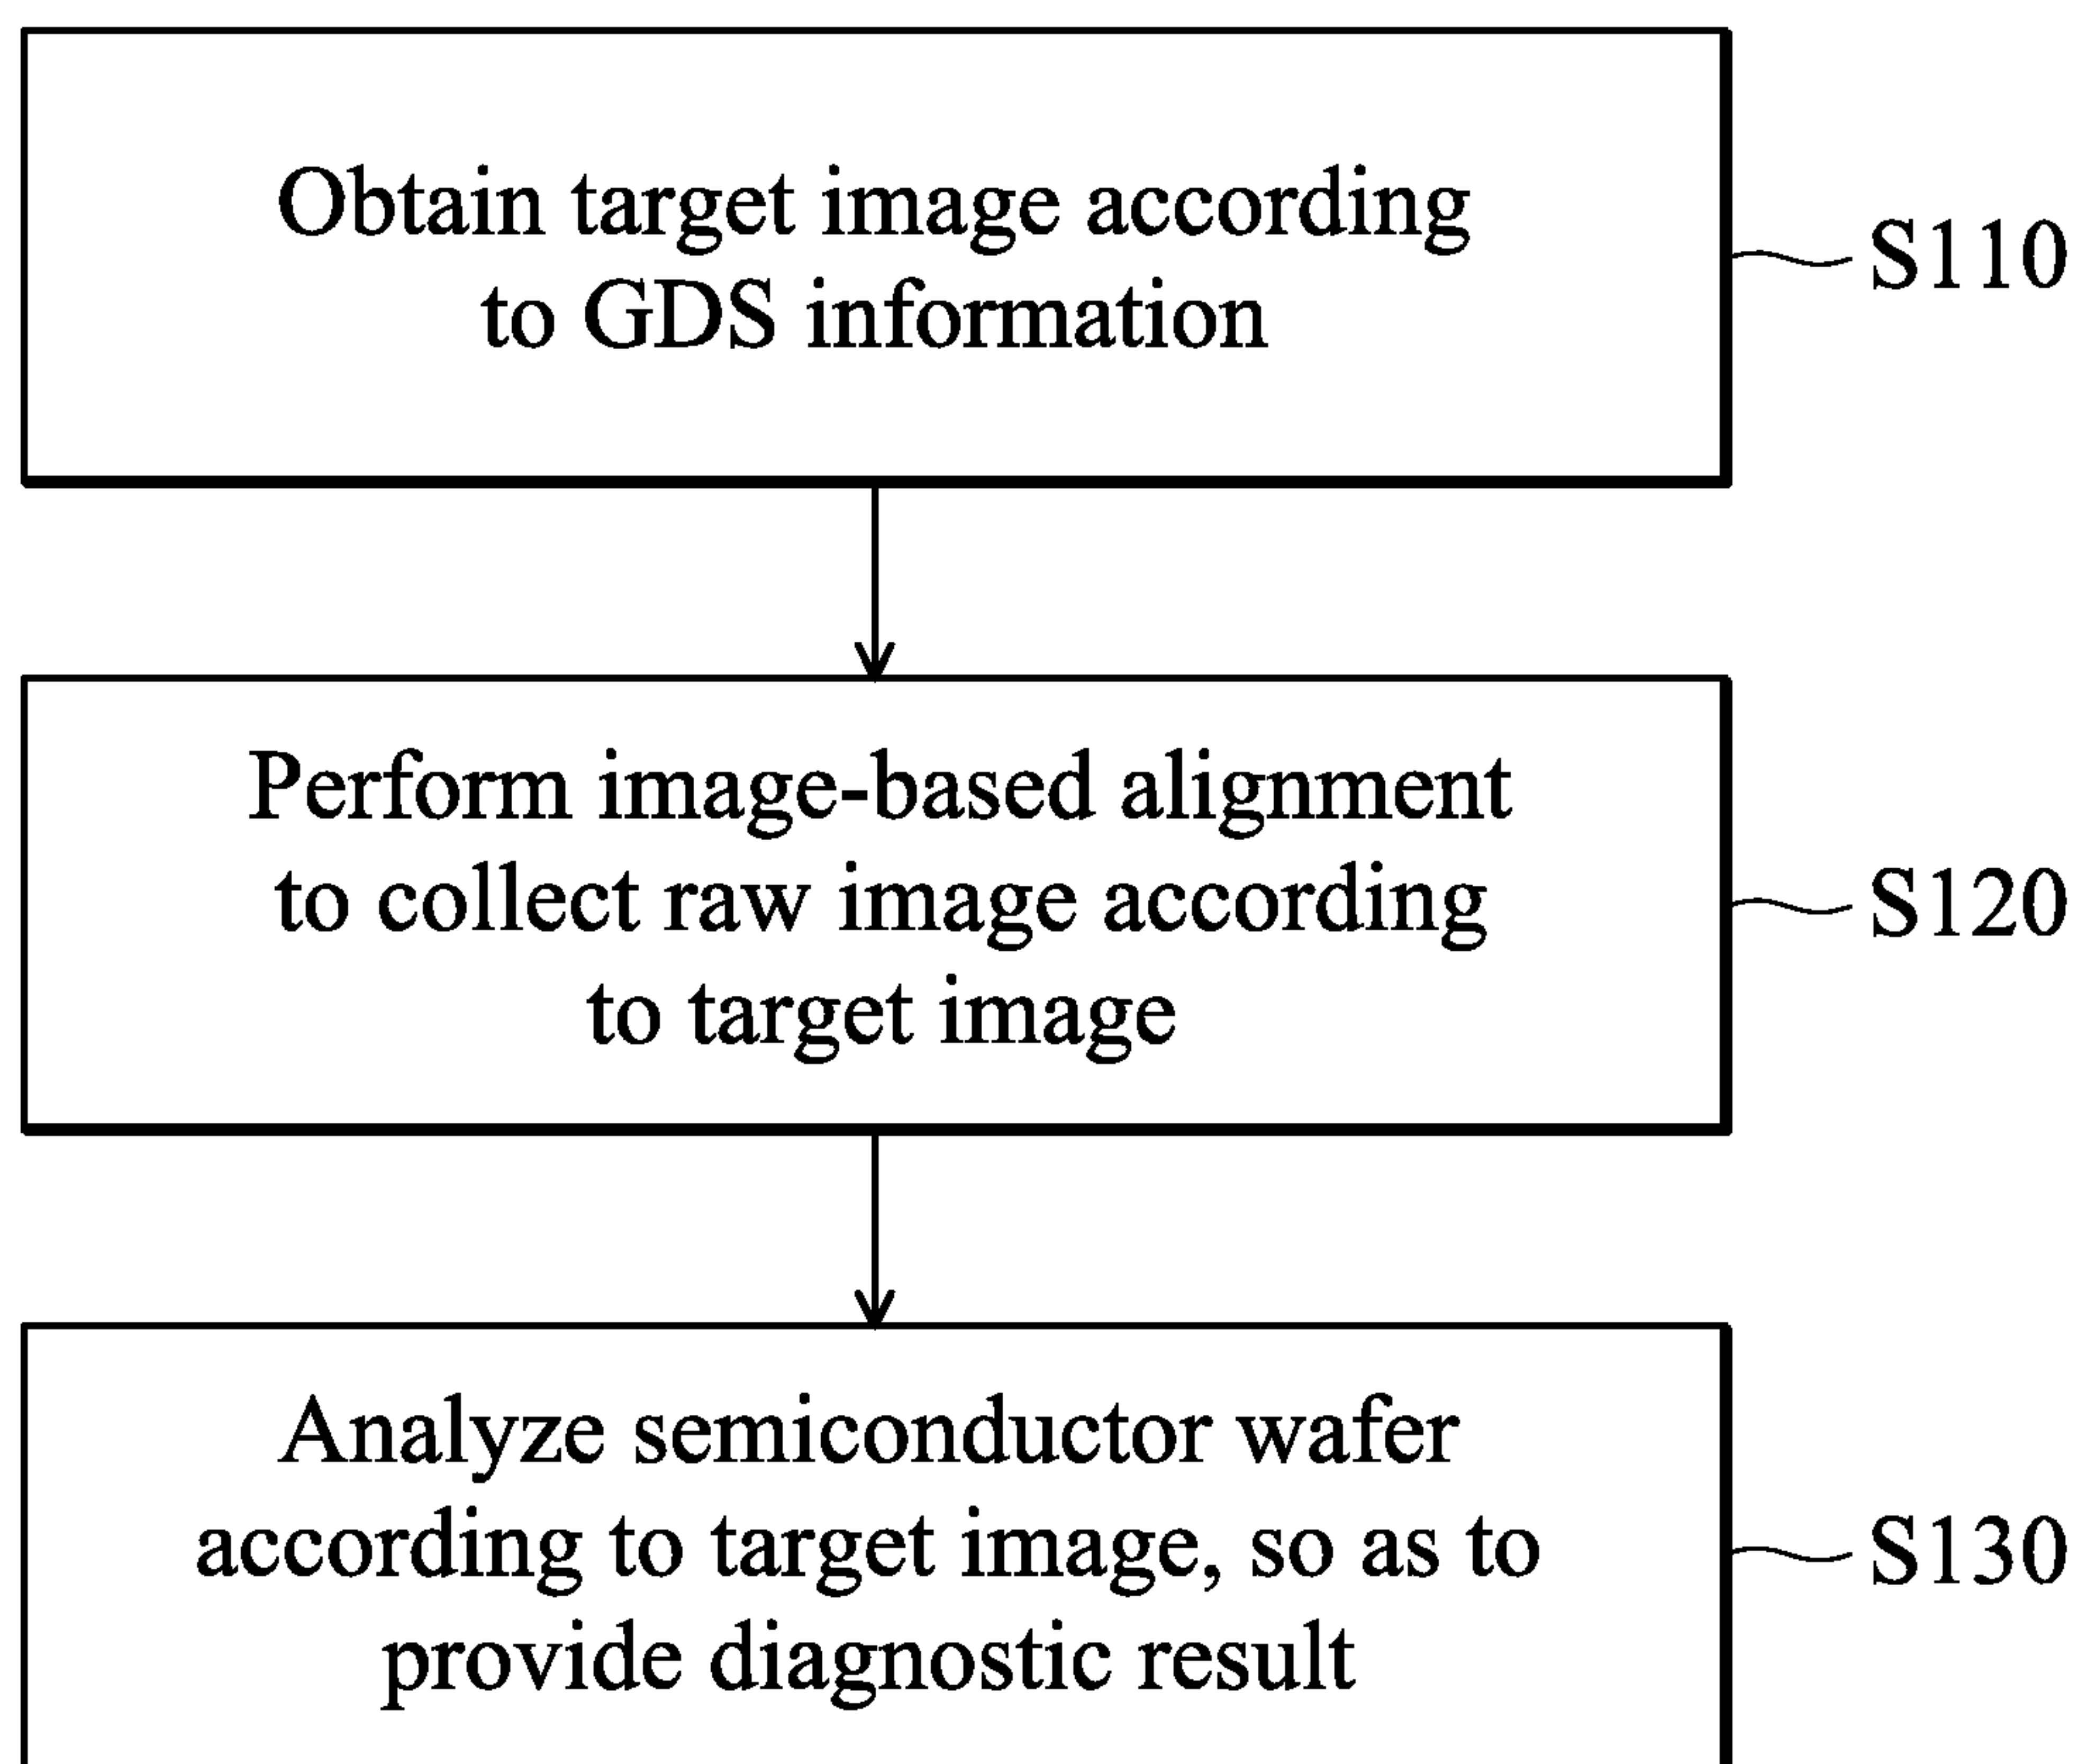 Obtain target image according
to GDS information
S110
Perform image-based alignment
to collect raw image according
to target image
S120
Analyze semiconductor wafer
according to target image, so as to
provide diagnostic result
S130